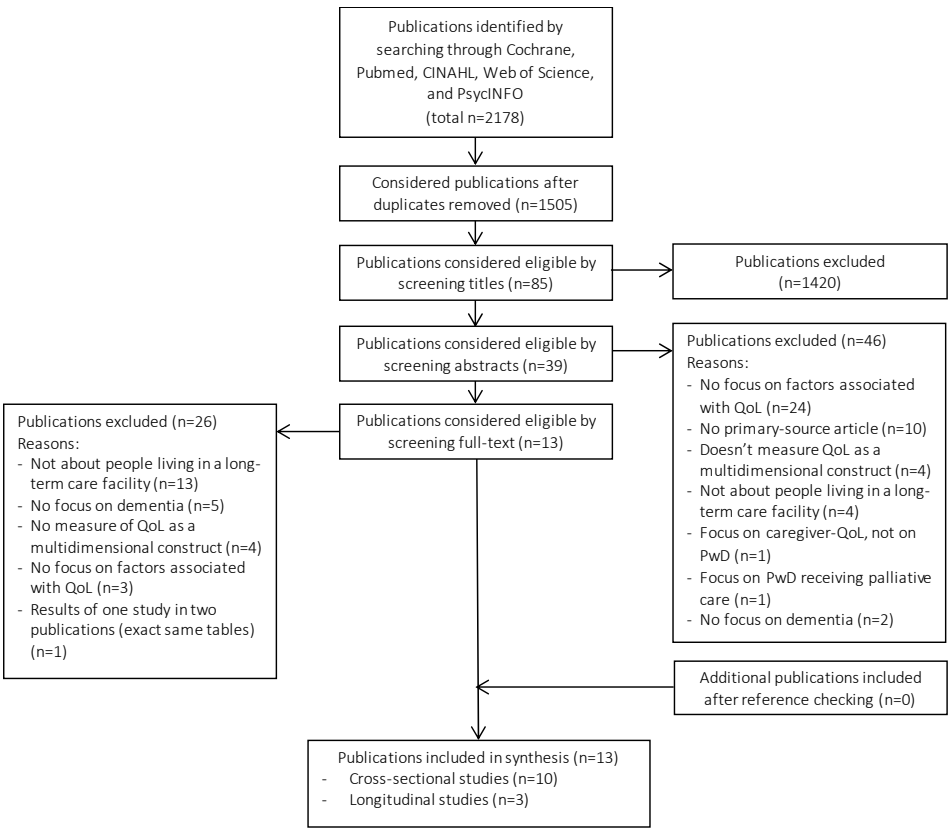 Publications identified by
searching through Cochrane,
Pubmed, CINAHL, Web of Science,
and PsycINFO
(total n=2178)
Considered publications after
duplicates removed (n=1505)
Publications considered eligible by
screening titles (n=85)
Publications excluded
(n=1420)
Publications considered eligible by
screening abstracts (n=39)
Publications excluded (n=46)
Reasons:
- No focus on factors associated
with QoL (n=24)
- No primary-source article (n=10)
- Doesn't measure QoL as a
multidimensional construct (n=4)
- Not about people living in a long-
term care facility (n=4)
- Focus on caregiver-QoL, not on
PwD (n=1)
- Focus on PwD receiving palliative
care (n=1)
- No focus on dementia (n=2)
Publications considered eligible by
screening full-text (n=13)
Publications excluded (n=26)
Reasons:
- Not about people living in a long-
term care facility (n=13)
- No focus on dementia (n=5)
- No measure of QoL as a
multidimensional construct (n=4)
- No focus on factors associated
with QoL (n=3)
- Results of one study in two
publications (exact same tables)
(n=1)
Additional publications included
after reference checking (n=0)
Publications included in synthesis (n=13)
- Cross-sectional studies (n=10)
- Longitudinal studies (n=3)